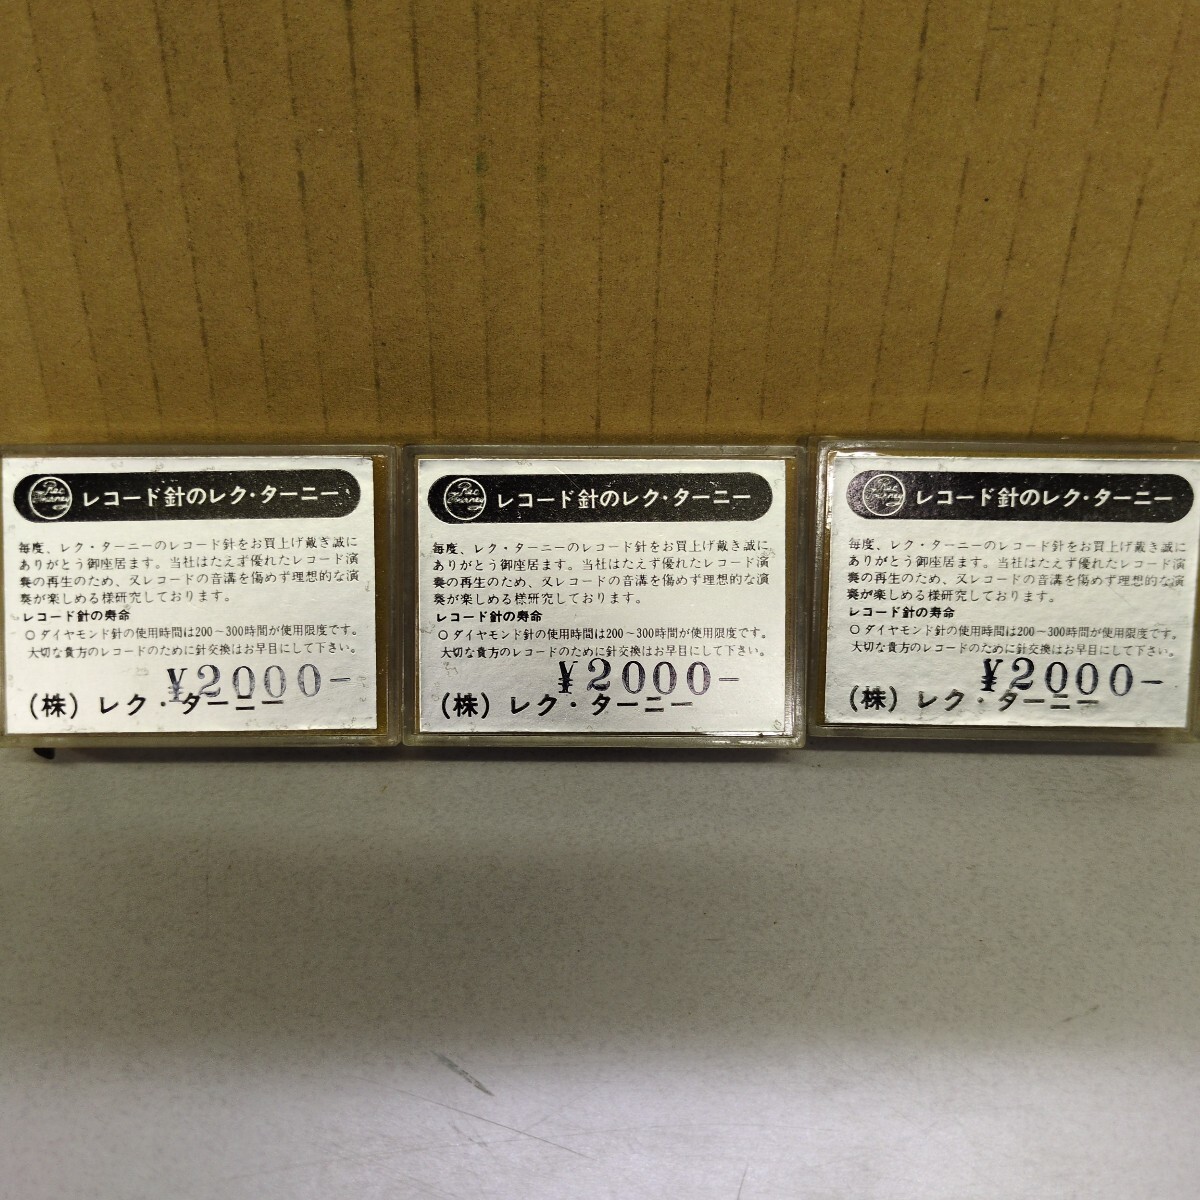 Rec
Tourney
レコード針のレク・ターニー
毎度、レク・ターニーのレコード針をお買上げ戴き誠に
ありがとう御座居ます。当社はたえず優れたレコード演
奏の再生のため、又レコードの音溝を傷めず理想的な演
奏が楽しめる様研究しております。
レコード針の寿命
○ダイヤモンド針の使用時間は200〜300時間が使用限度です。
大切な貴方のレコードのために針交換はお早目にして下さい。
¥2000-
(株) レク・ターニー
Rec
Tourney
レコード針のレク・ターニー
毎度、レク・ターニーのレコード針をお買上げ戴き誠に
ありがとう御座居ます。当社はたえず優れたレコード演
奏の再生のため、又レコードの音溝を傷めず理想的な演
奏が楽しめる様研究しております。
レコード針の寿命
○ダイヤモンド針の使用時間は200〜300時間が使用限度です。
大切な貴方のレコードのために針交換はお早目にして下さい。
¥2000-
(株) レク・ターニー
Rec
Tourney
レコード針のレク・ターニー
毎度、レク・ターニーのレコード針をお買上げ戴き誠に
ありがとう御座居ます。当社はたえず優れたレコード演
奏の再生のため、又レコードの音溝を傷めず理想的な演
奏が楽しめる様研究しております。
レコード針の寿命
○ダイヤモンド針の使用時間は200〜300時間が使用限度です。
大切な貴方のレコードのために針交換はお早目にして下さい。
¥2000-
(株) レク・ターニー